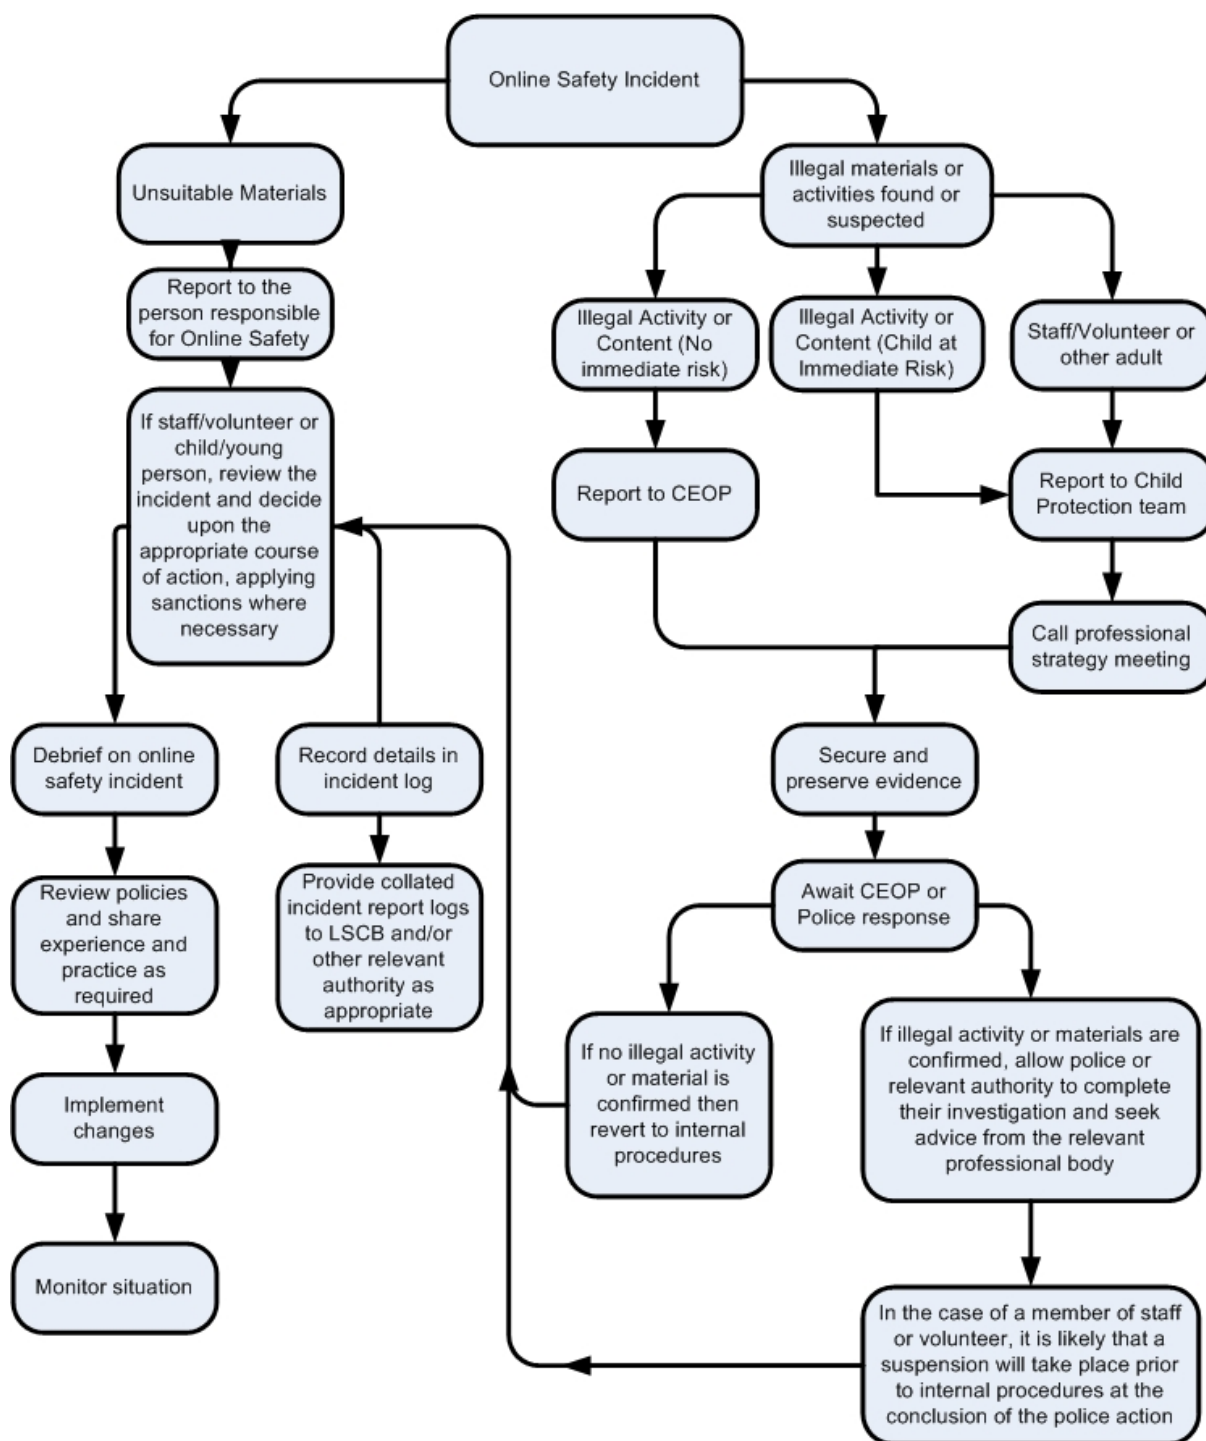 Online Safety Incident
Unsuitable Materials
Illegal materials or
activities found or
suspected
Report to the
person responsible
for Online Safety
Illegal Activity or
Content (No
immediate risk)
Illegal Activity or
Content (Child at
Immediate Risk)
Staff/Volunteer or
other adult
If staff/volunteer or
child/young
person, review the
incident and decide
upon the
appropriate course
of action, applying
sanctions where
necessary
Report to CEOP
Report to Child
Protection team
Call professional
strategy meeting
Debrief on online
safety incident
Record details in
incident log
Secure and
preserve evidence
Review policies
and share
experience and
practice as
required
Provide collated
incident report logs
to LSCB and/or
other relevant
authority as
appropriate
Await CEOP or
Police response
If no illegal activity
or material is
confirmed then
revert to internal
procedures
If illegal activity or materials are
confirmed, allow police or
relevant authority to complete
their investigation and seek
advice from the relevant
professional body
Implement
changes
Monitor situation
In the case of a member of staff
or volunteer, it is likely that a
suspension will take place prior
to internal procedures at the
conclusion of the police action